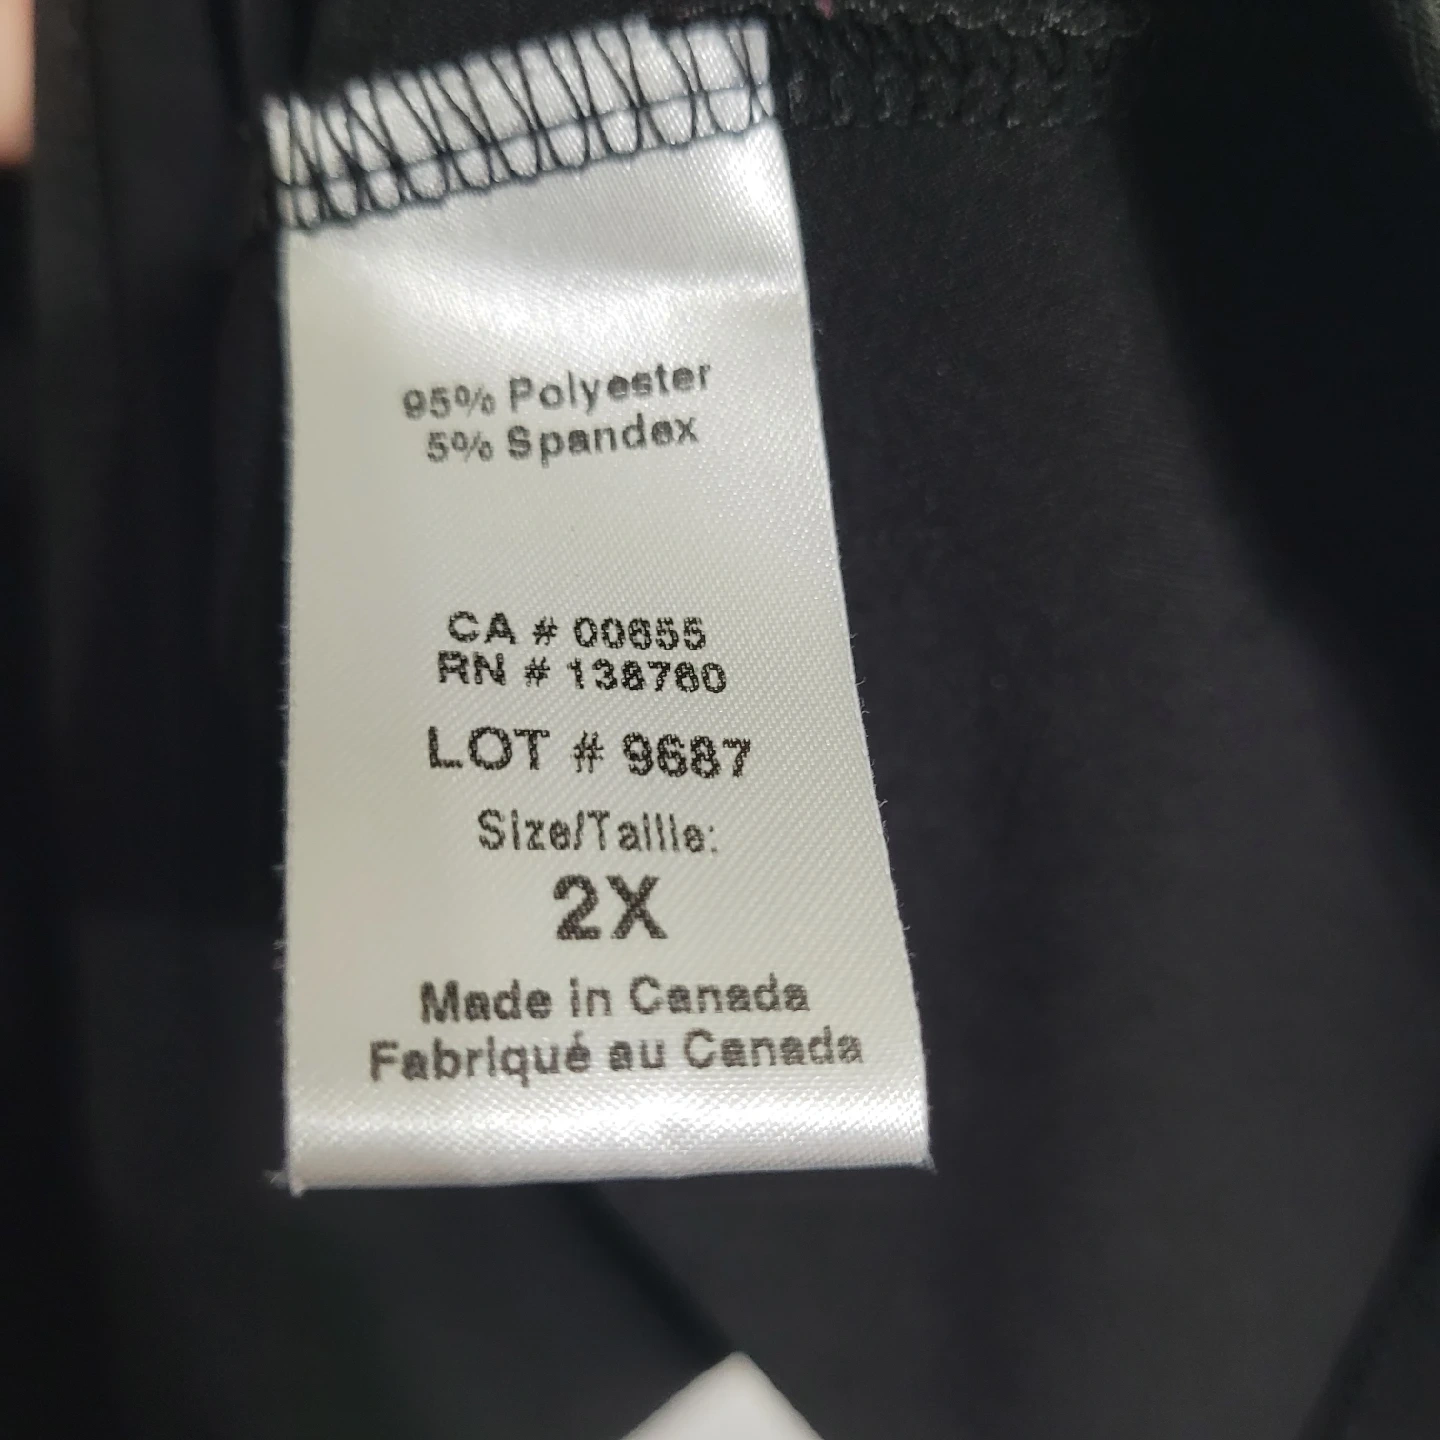 95% Polyester
5% Spandex
CA # 00655
RN # 138760
LOT # 9687
Size/Taille:
2X
Made in Canada
Fabriqué au Canada